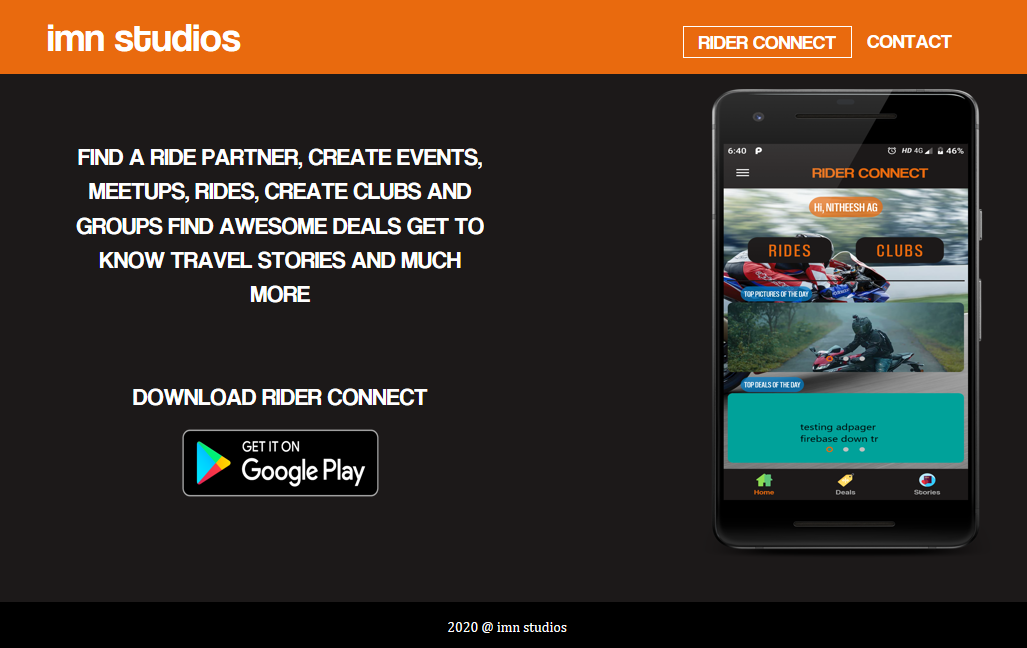 imn studios
RIDER CONNECT
CONTACT
FIND A RIDE PARTNER, CREATE EVENTS,
MEETUPS, RIDES, CREATE CLUBS AND
GROUPS FIND AWESOME DEALS GET TO
KNOW TRAVEL STORIES AND MUCH
MORE
DOWNLOAD RIDER CONNECT
GET IT ON
Google Play
6:40
HD 4G 46%
RIDER CONNECT
HI, NITHEESH AG
RIDES
CLUBS
TOP PICTURES OF THE DAY
TOP DEALS OF THE DAY
testing adpager
firebase down tr
Home
Deals
Stories
2020 @ imn studios